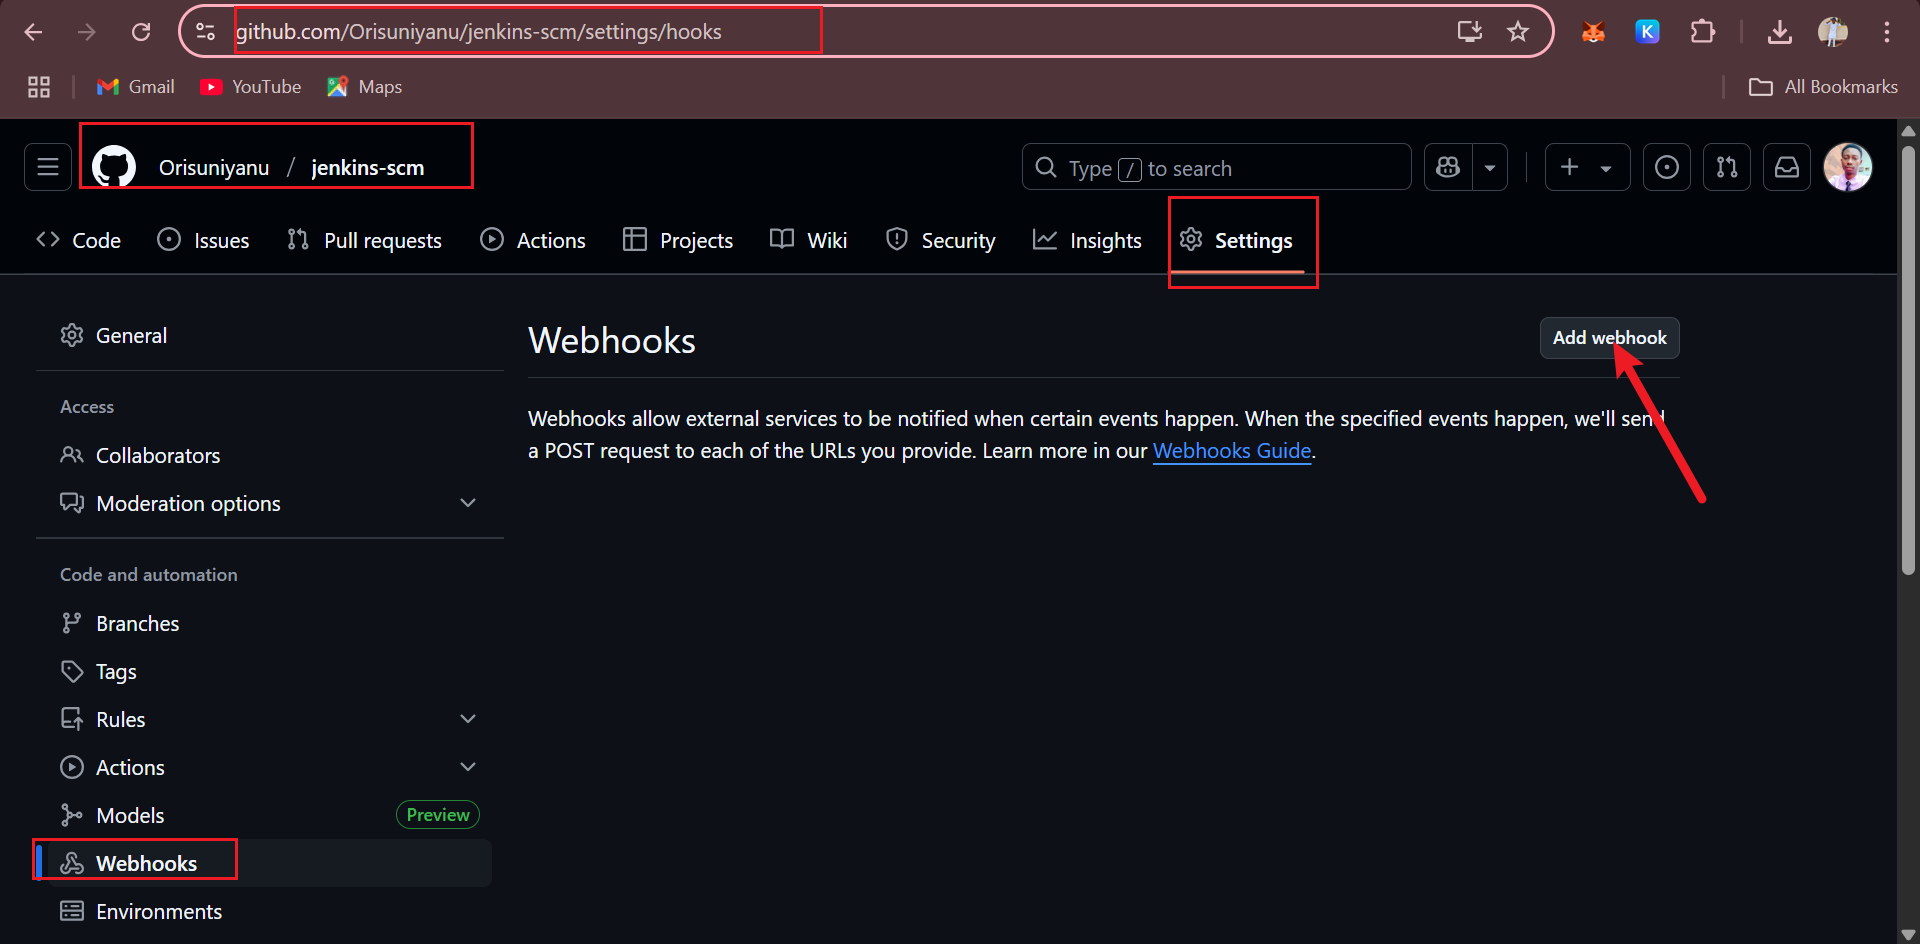 github.com/Orisuniyanu/jenkins-scm/settings/hooks
K
Gmail
YouTube
Maps
All Bookmarks
Orisuniyanu / jenkins-scm
Type / to search
Code
Issues
Pull requests
Actions
Projects
Wiki
Security
Insights
Settings
General
Access
Collaborators
Moderation options
Code and automation
Branches
Tags
Rules
Actions
Models
Preview
Webhooks
Environments
Webhooks
Add webhook
Webhooks allow external services to be notified when certain events happen. When the specified events happen, we'll send
a POST request to each of the URLs you provide. Learn more in our Webhooks Guide.